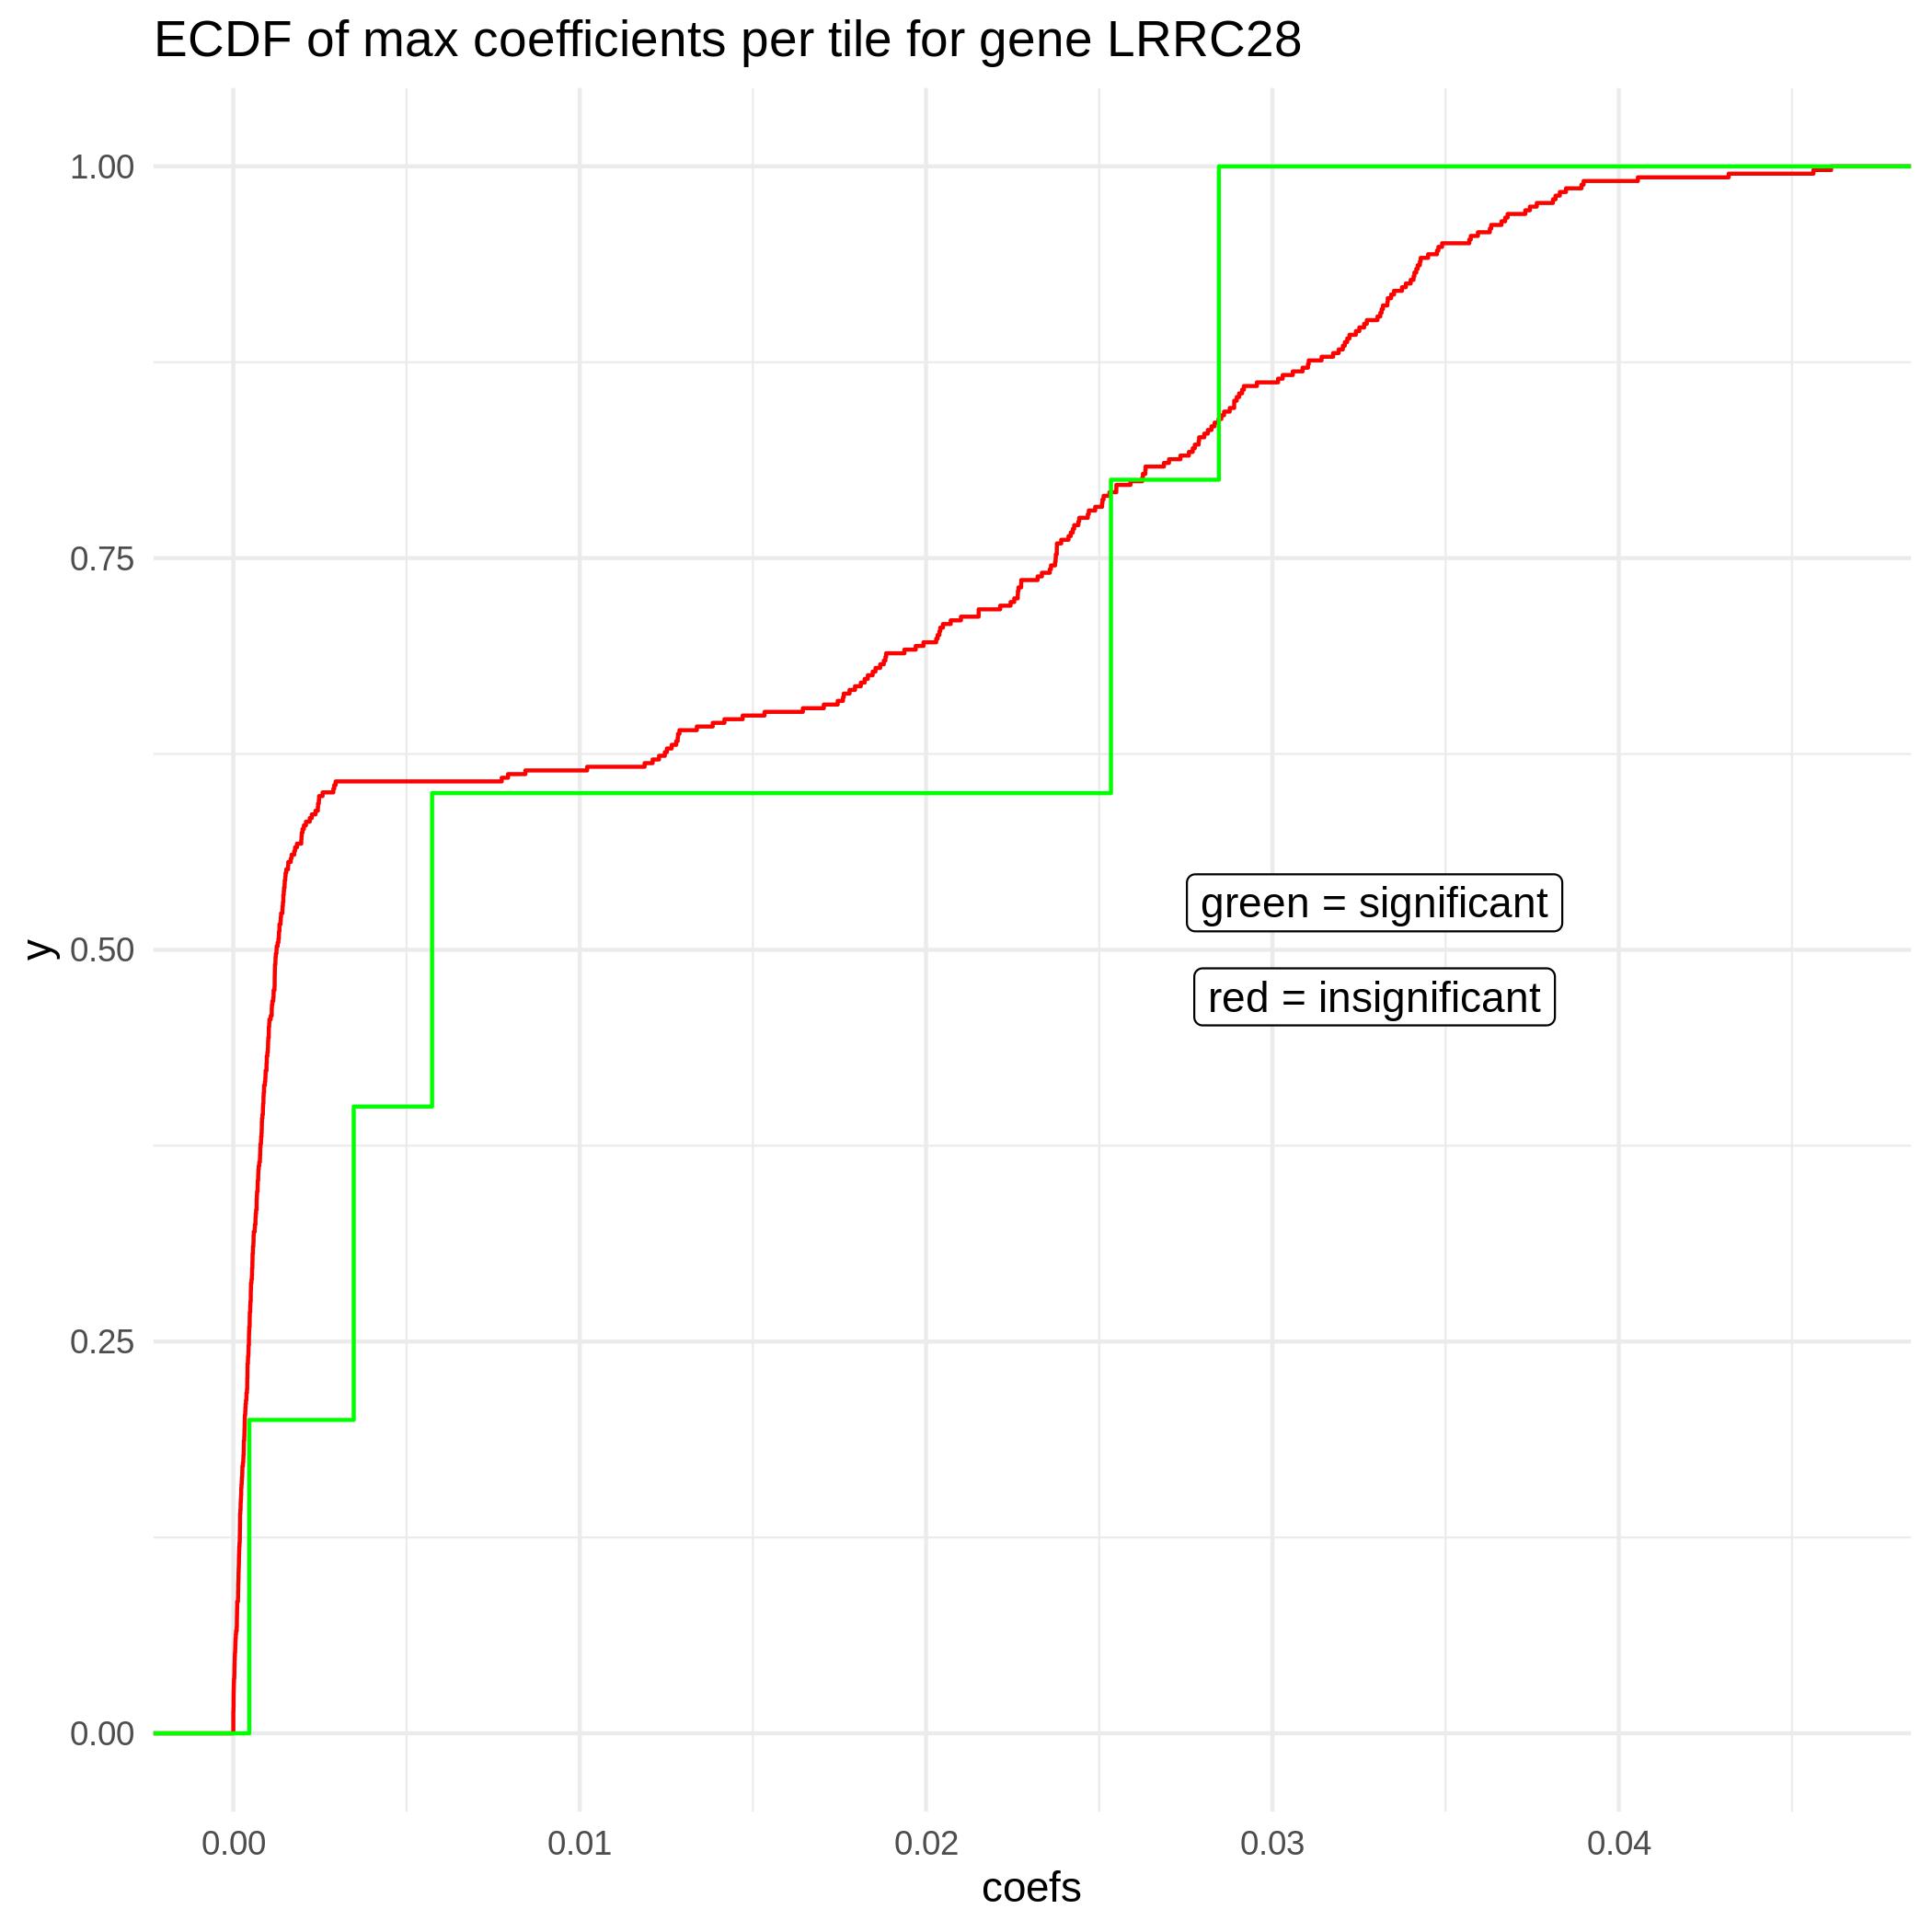 ECDF of max coefficients per tile for gene LRRC28
1.00
0.75
0.50
0.25
0.00
y
green = significant
red = insignificant
0.00 0.01 0.02 0.03 0.04
coefs